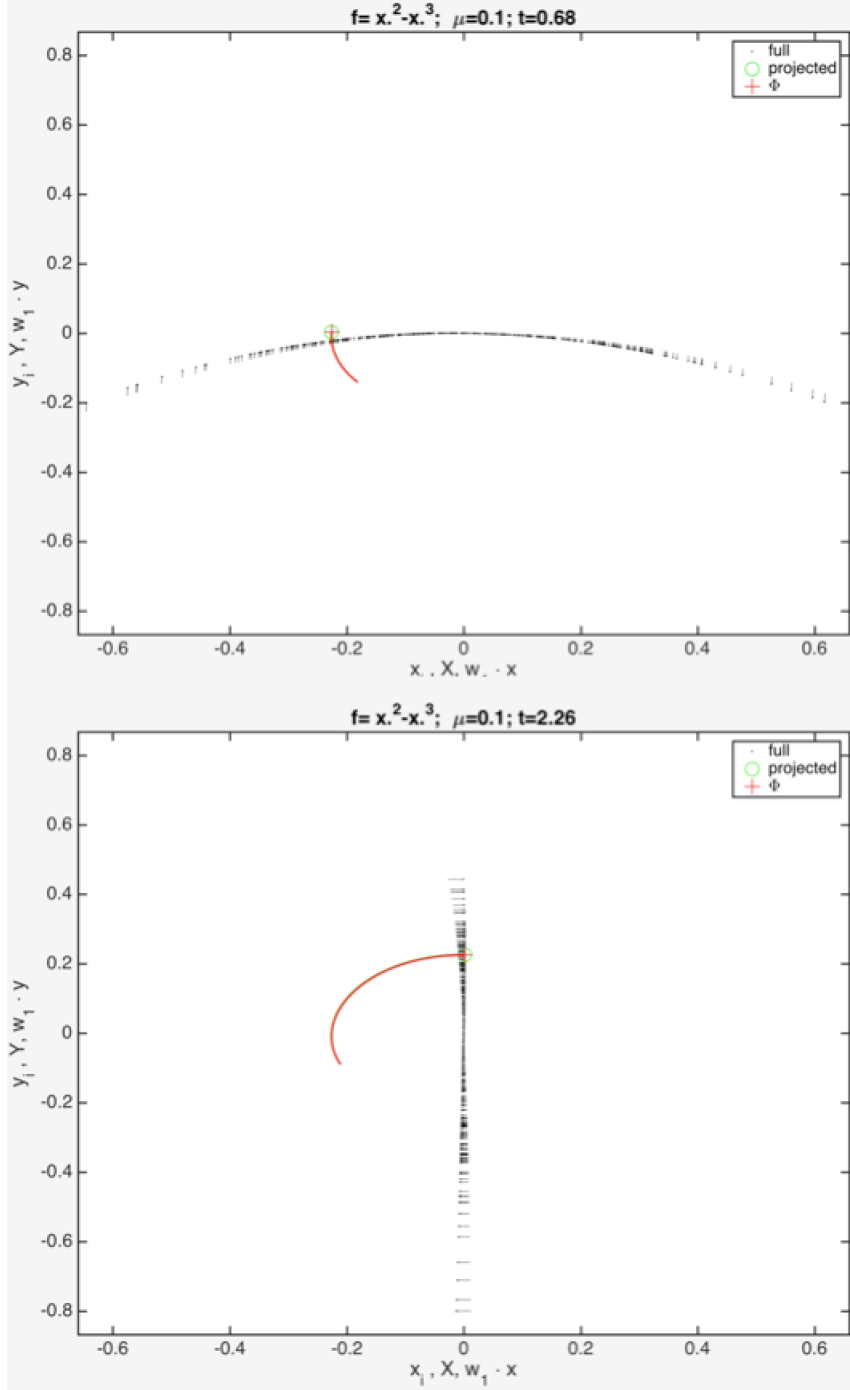 f= x.²-x.³;  μ=0.1; t=0.68
full
projected
Φ
0.8
0.6
0.4
0.2
0
-0.2
-0.4
-0.6
-0.8
y_i , Y, w_1 · y
-0.6 -0.4 -0.2 0 0.2 0.4 0.6
X, · x
f= x.²-x.³;  μ=0.1; t=2.26
full
projected
Φ
0.8
0.6
0.4
0.2
0
-0.2
-0.4
-0.6
-0.8
y_i , Y, w_1 · y
-0.6 -0.4 -0.2 0 0.2 0.4 0.6
x_i , X, w_1 · x